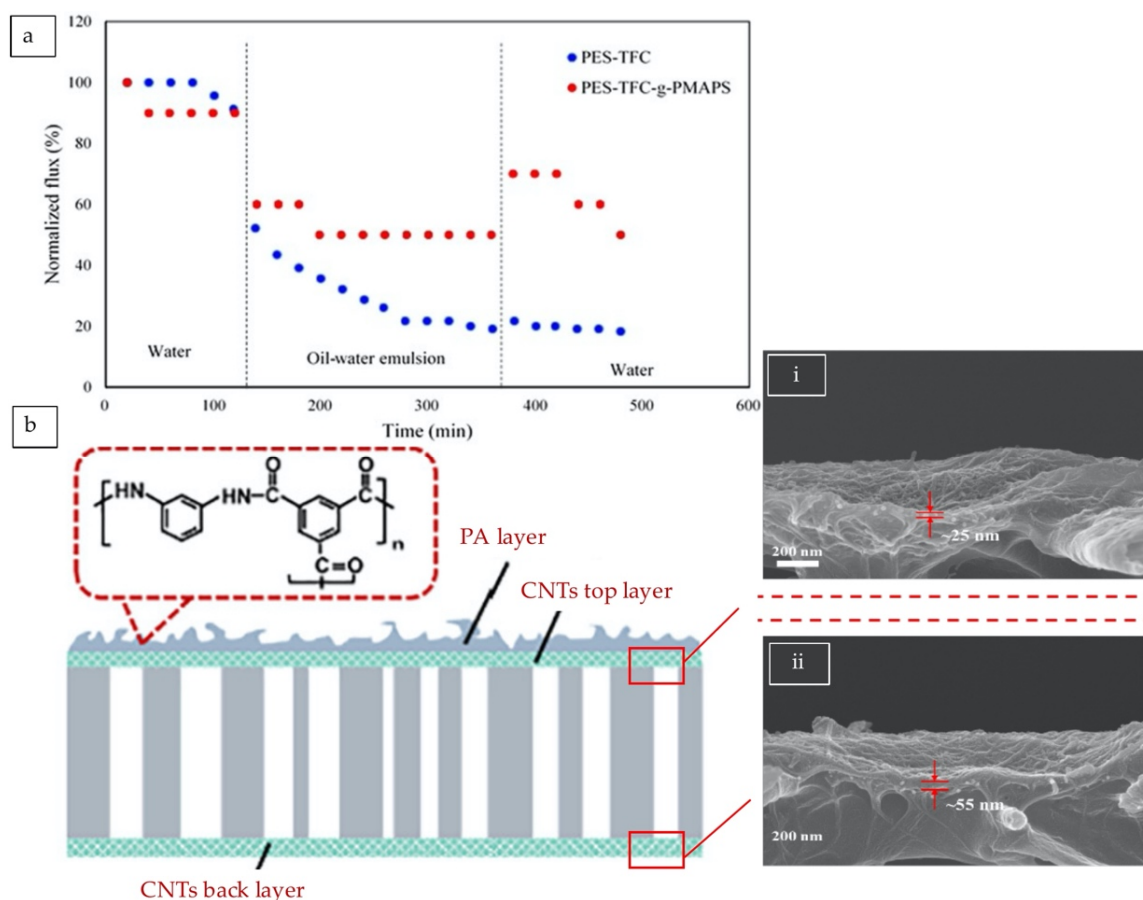 a
120
100
80
60
40
20
0
Normalized flux (%)
PES-TFC
PES-TFC-g-PMAPS
Water
Oil-water emulsion
Water
0
100
200
300
400
500
600
Time (min)
b
HN
HN
C
O
C
O
C=O
n
PA layer
CNTs top layer
CNTs back layer
i
~25 nm
200 nm
ii
~55 nm
200 nm